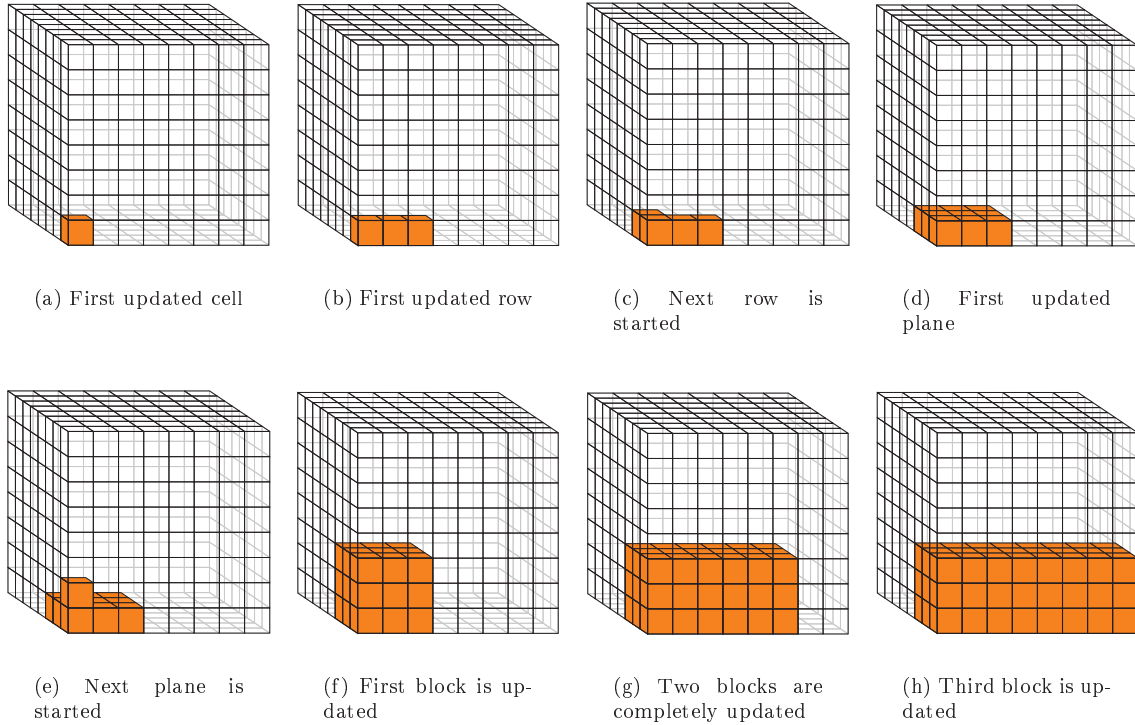 (a) First updated cell
(b) First updated row
(c) Next row is
started
(d) First updated
plane
(e) Next plane is
started
(f) First block is up-
dated
(g) Two blocks are
completely updated
(h) Third block is up-
dated